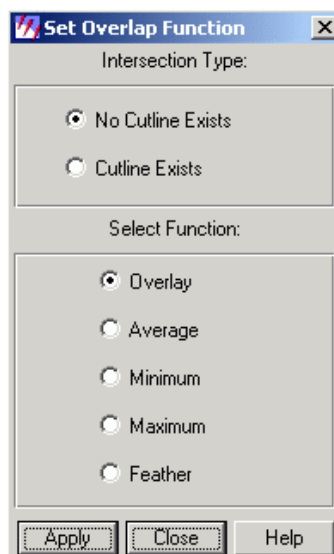 Set Overlap Function
Intersection Type:
No Cutline Exists
Cutline Exists
Select Function:
Overlay
Average
Minimum
Maximum
Feather
Apply Close Help